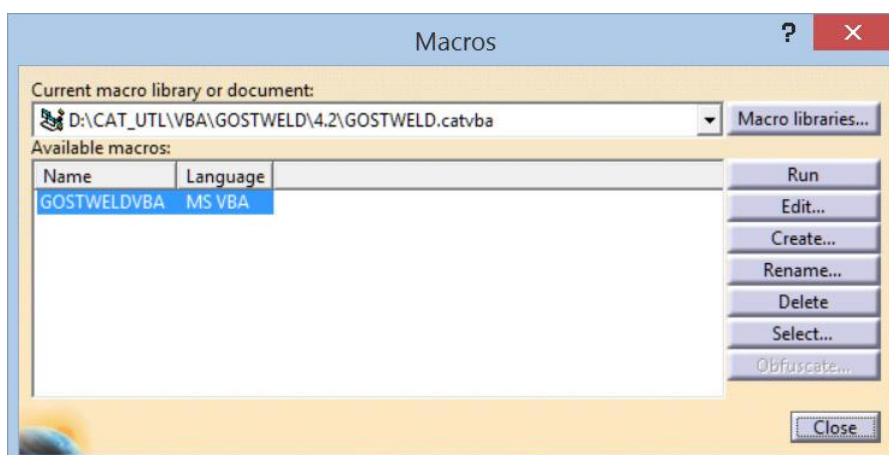 Macros
?
Current macro library or document:
D:\CAT_UTL\VBA\GOSTWELD\4.2\GOSTWELD.catvba
Macro libraries...
Available macros:
Name Language
GOSTWELDVBA MS VBA
Run
Edit...
Create...
Rename...
Delete
Select...
Obfuscate...
Close